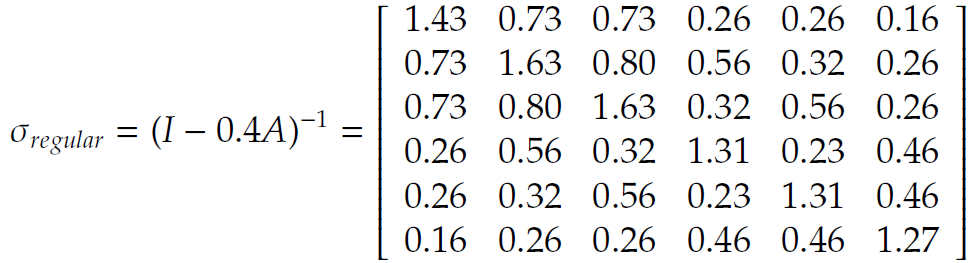 σ_regular = (I − 0.4A)^−1 =
1.43 0.73 0.73 0.26 0.26 0.16
0.73 1.63 0.80 0.56 0.32 0.26
0.73 0.80 1.63 0.32 0.56 0.26
0.26 0.56 0.32 1.31 0.23 0.46
0.26 0.32 0.56 0.23 1.31 0.46
0.16 0.26 0.26 0.46 0.46 1.27